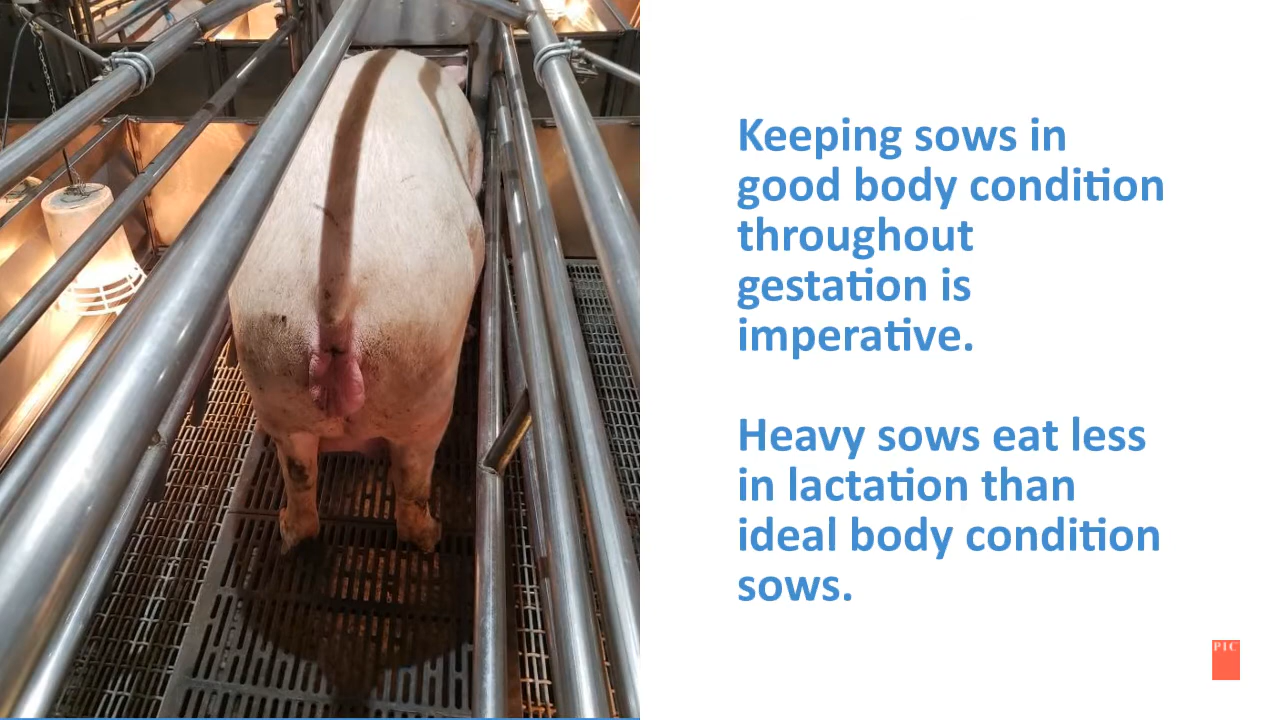 Keeping sows in
good body condition
throughout
gestation is
imperative.
Heavy sows eat less
in lactation than
ideal body condition
sows.
PIC